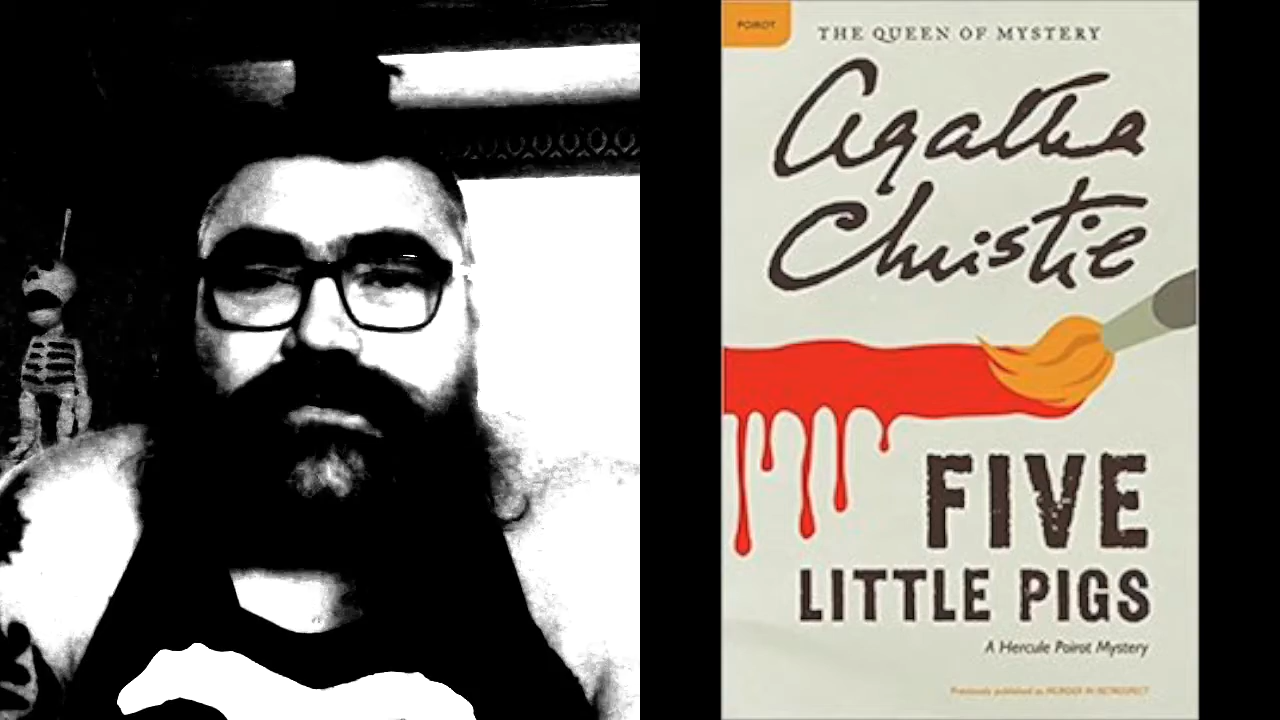 POIROT
THE QUEEN OF MYSTERY
Agatha
Christie
FIVE
LITTLE PIGS
A Hercule Poirot Mystery
Previously published as MURDER IN RETROSPECT